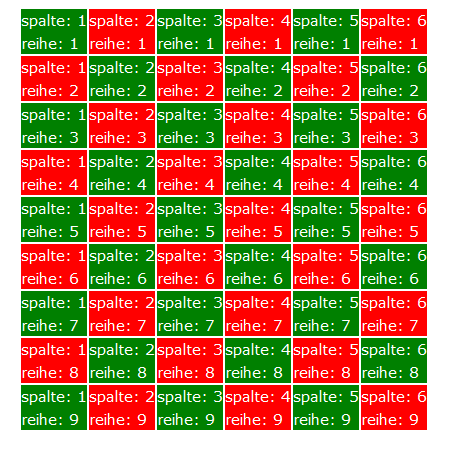 spalte: 1 spalte: 2 spalte: 3 spalte: 4 spalte: 5 spalte: 6
reihe: 1 reihe: 1 reihe: 1 reihe: 1 reihe: 1 reihe: 1
spalte: 1 spalte: 2 spalte: 3 spalte: 4 spalte: 5 spalte: 6
reihe: 2 reihe: 2 reihe: 2 reihe: 2 reihe: 2 reihe: 2
spalte: 1 spalte: 2 spalte: 3 spalte: 4 spalte: 5 spalte: 6
reihe: 3 reihe: 3 reihe: 3 reihe: 3 reihe: 3 reihe: 3
spalte: 1 spalte: 2 spalte: 3 spalte: 4 spalte: 5 spalte: 6
reihe: 4 reihe: 4 reihe: 4 reihe: 4 reihe: 4 reihe: 4
spalte: 1 spalte: 2 spalte: 3 spalte: 4 spalte: 5 spalte: 6
reihe: 5 reihe: 5 reihe: 5 reihe: 5 reihe: 5 reihe: 5
spalte: 1 spalte: 2 spalte: 3 spalte: 4 spalte: 5 spalte: 6
reihe: 6 reihe: 6 reihe: 6 reihe: 6 reihe: 6 reihe: 6
spalte: 1 spalte: 2 spalte: 3 spalte: 4 spalte: 5 spalte: 6
reihe: 7 reihe: 7 reihe: 7 reihe: 7 reihe: 7 reihe: 7
spalte: 1 spalte: 2 spalte: 3 spalte: 4 spalte: 5 spalte: 6
reihe: 8 reihe: 8 reihe: 8 reihe: 8 reihe: 8 reihe: 8
spalte: 1 spalte: 2 spalte: 3 spalte: 4 spalte: 5 spalte: 6
reihe: 9 reihe: 9 reihe: 9 reihe: 9 reihe: 9 reihe: 9